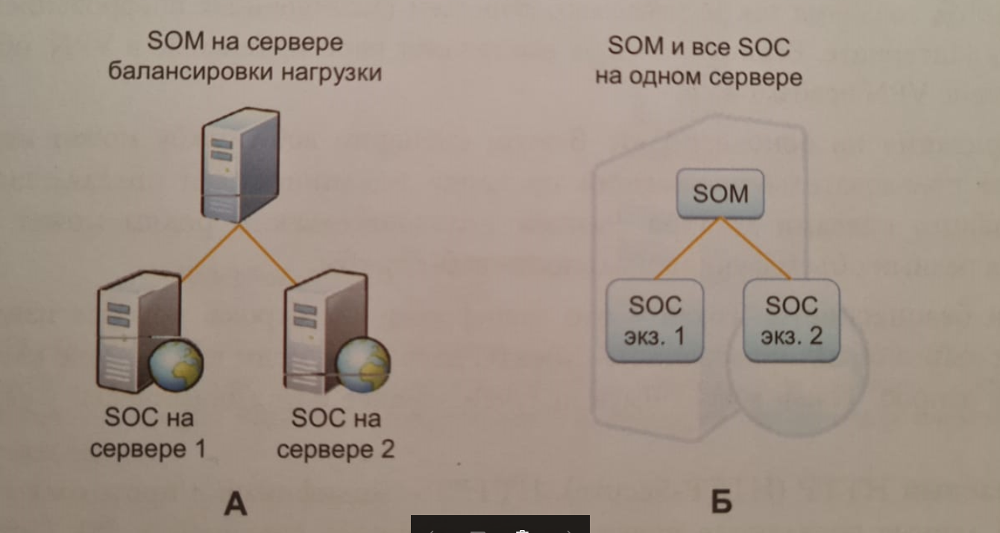 SOM на сервере
балансировки нагрузки
SOC на
сервере 1
SOC на
сервере 2
А
SOM и все SOC
на одном сервере
SOM
SOC
экз. 1
SOC
экз. 2
Б